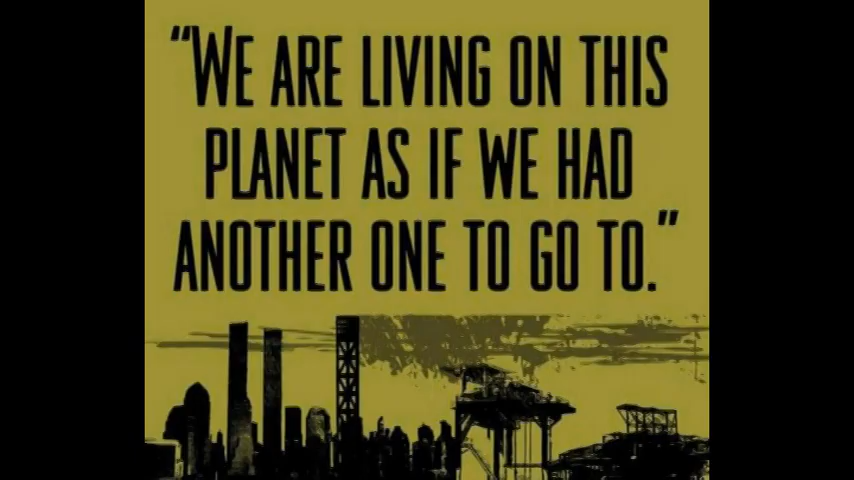 “WE ARE LIVING ON THIS
PLANET AS IF WE HAD
ANOTHER ONE TO GO TO.”